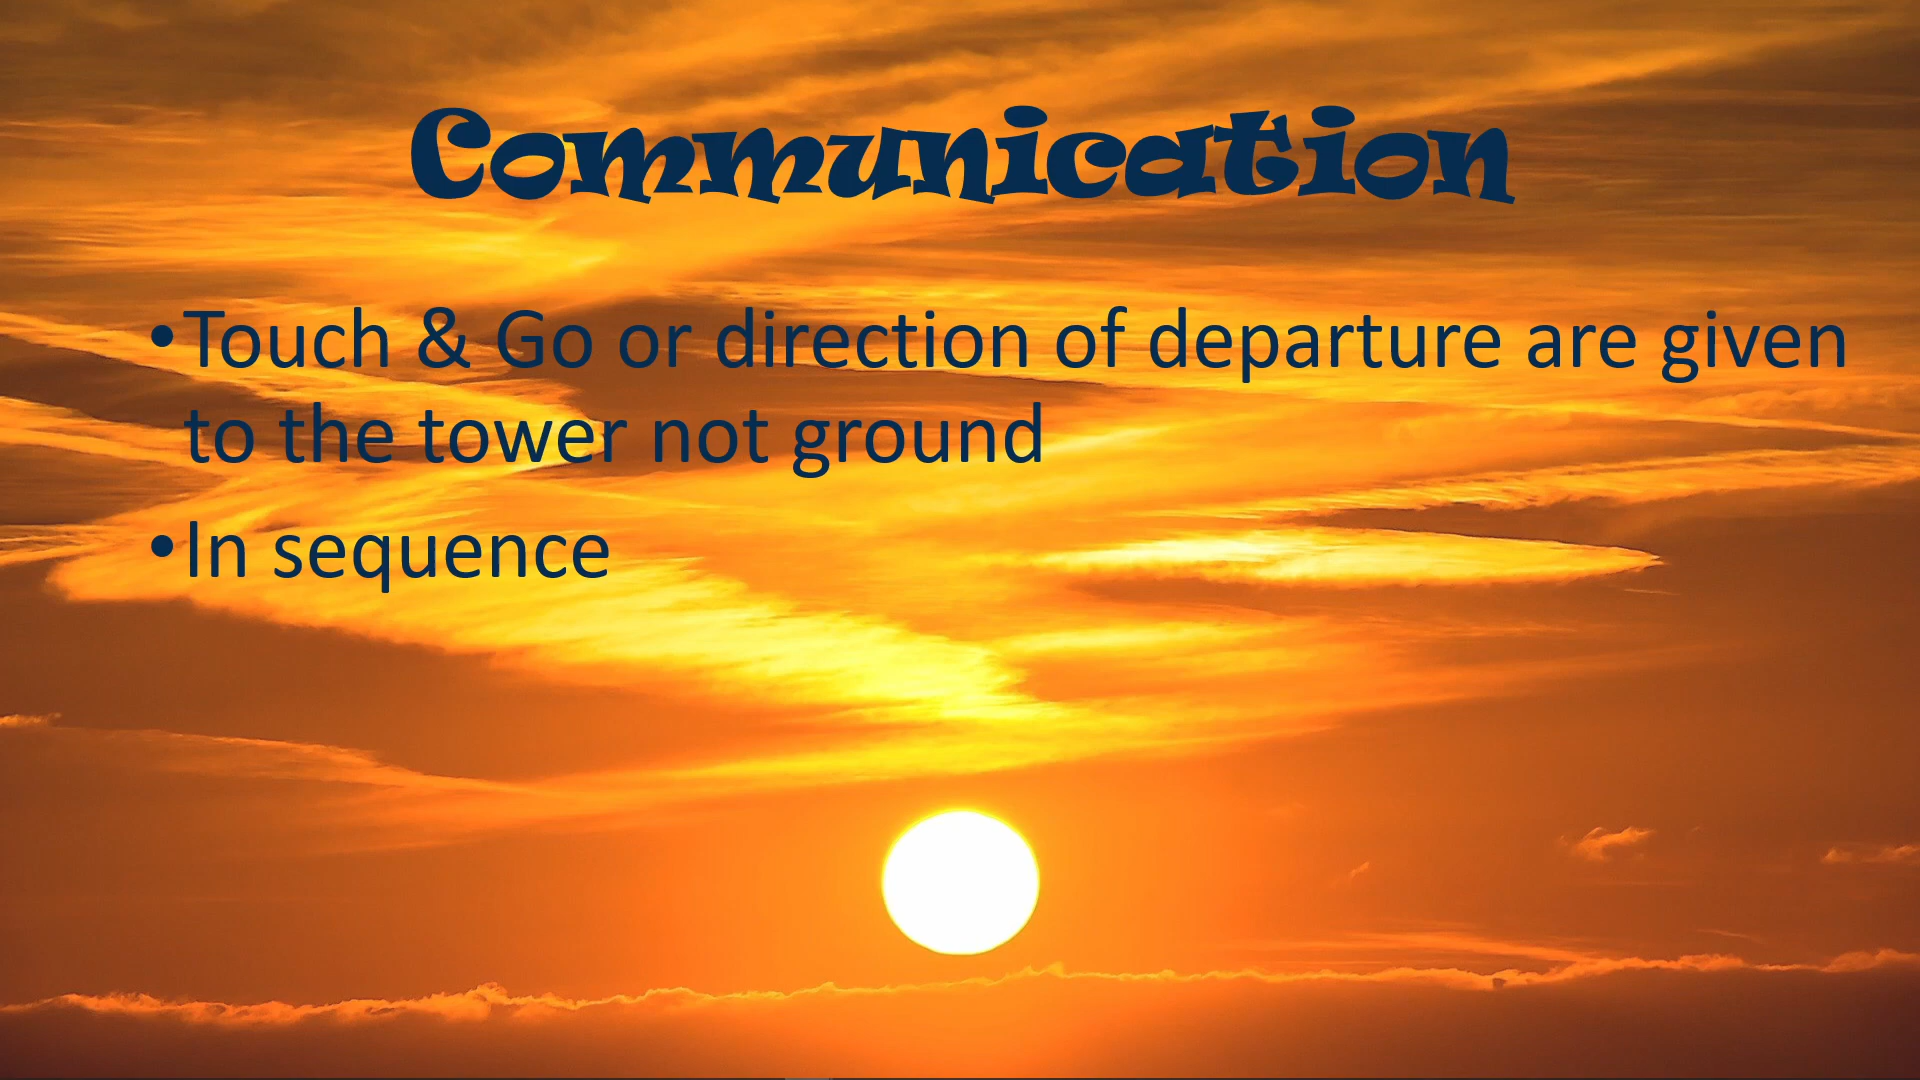 Communication
•Touch & Go or direction of departure are given
to the tower not ground
•In sequence